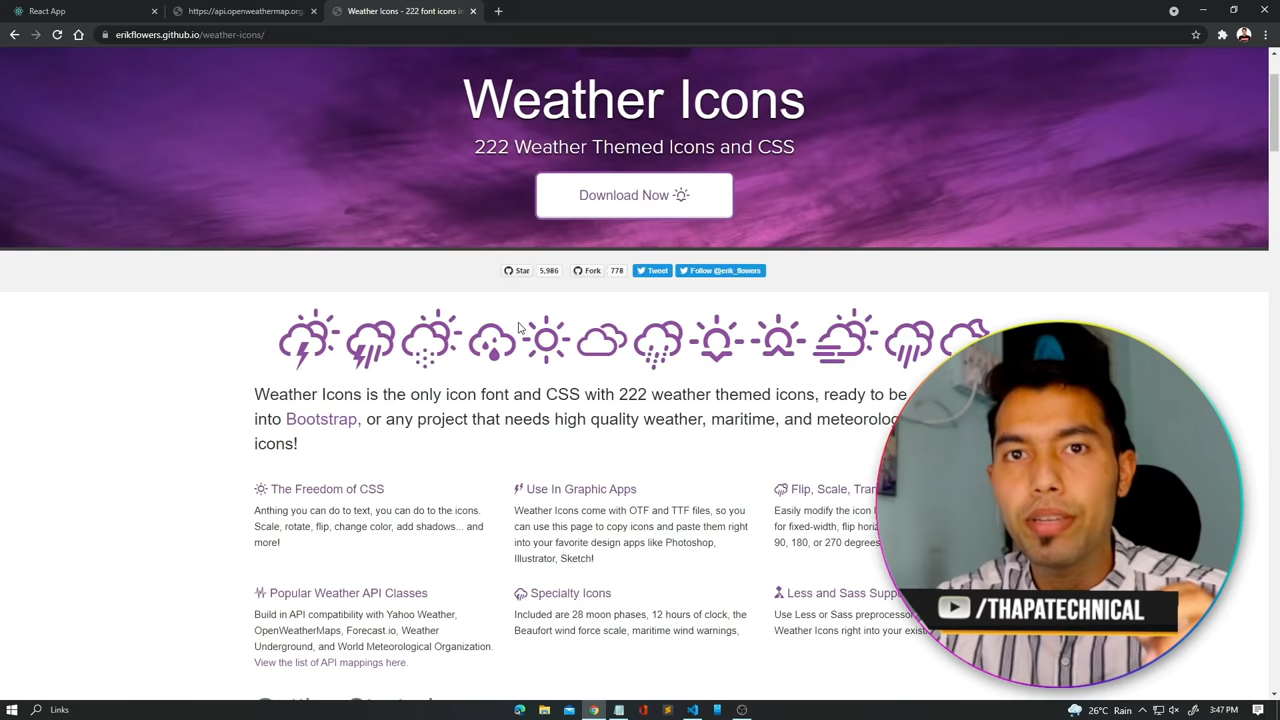 React App
https://api.openweathermap.org
Weather Icons - 222 font icons in
erikflowers.github.io/weather-icons/
Weather Icons
222 Weather Themed Icons and CSS
Download Now
Star 5,986 Fork 778 Tweet Follow @erik_flowers
Weather Icons is the only icon font and CSS with 222 weather themed icons, ready to be
into Bootstrap, or any project that needs high quality weather, maritime, and meteorolog
icons!
The Freedom of CSS
Anthing you can do to text, you can do to the icons.
Scale, rotate, flip, change color, add shadows... and
more!
Use In Graphic Apps
Weather Icons come with OTF and TTF files, so you
can use this page to copy icons and paste them right
into your favorite design apps like Photoshop,
Illustrator, Sketch!
Flip, Scale, Tran
Easily modify the icon l
for fixed-width, flip horiz
90, 180, or 270 degrees
Popular Weather API Classes
Build in API compatibility with Yahoo Weather,
OpenWeatherMaps, Forecast.io, Weather
Underground, and World Meteorological Organization.
View the list of API mappings here.
Specialty Icons
Included are 28 moon phases, 12 hours of clock, the
Beaufort wind force scale, maritime wind warnings,
Less and Sass Suppo
Use Less or Sass preprocessor
Weather Icons right into your exist
/THAPATECHNICAL
Links
26°C Rain
3:47 PM